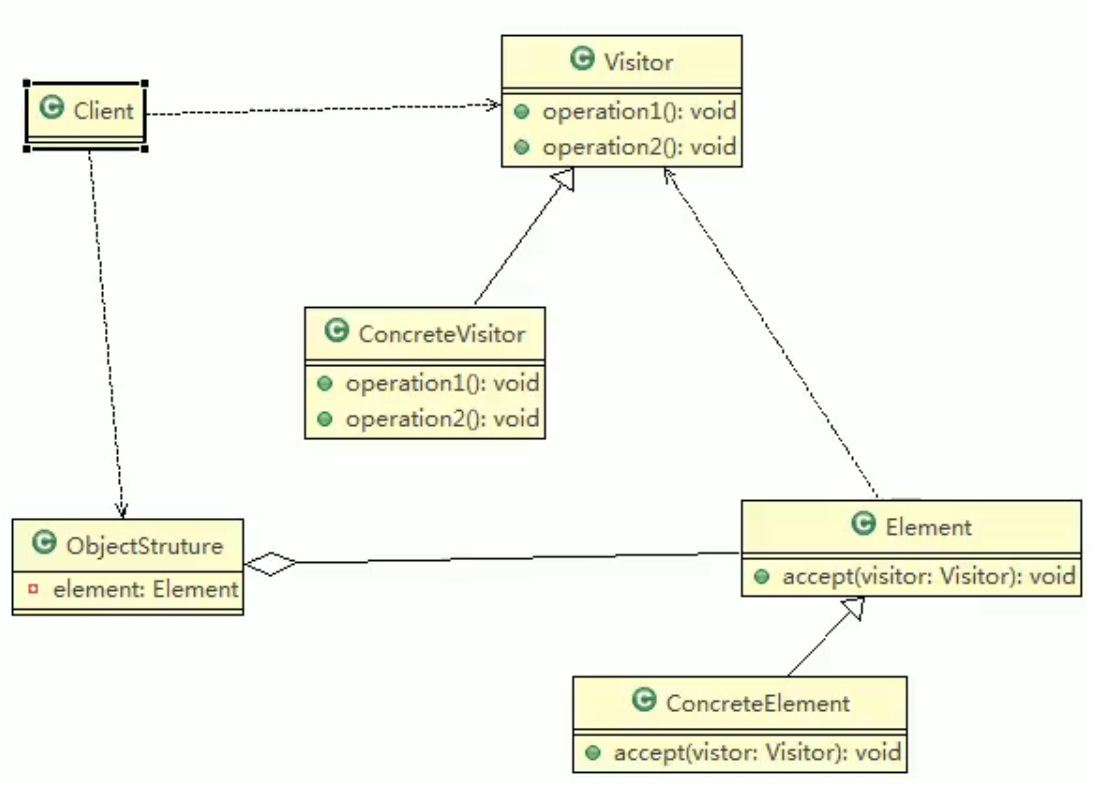 Visitor
operation1(): void
operation2(): void
Client
ConcreteVisitor
operation1(): void
operation2(): void
ObjectStruture
element: Element
Element
accept(visitor: Visitor): void
ConcreteElement
accept(vistor: Visitor): void